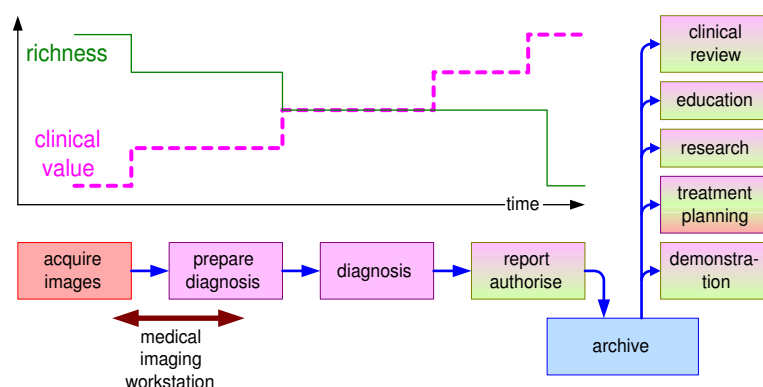 richness
clinical
value
time
clinical
review
education
research
treatment
planning
demonstra-
tion
acquire
images
prepare
diagnosis
diagnosis
report
authorise
archive
medical
imaging
workstation